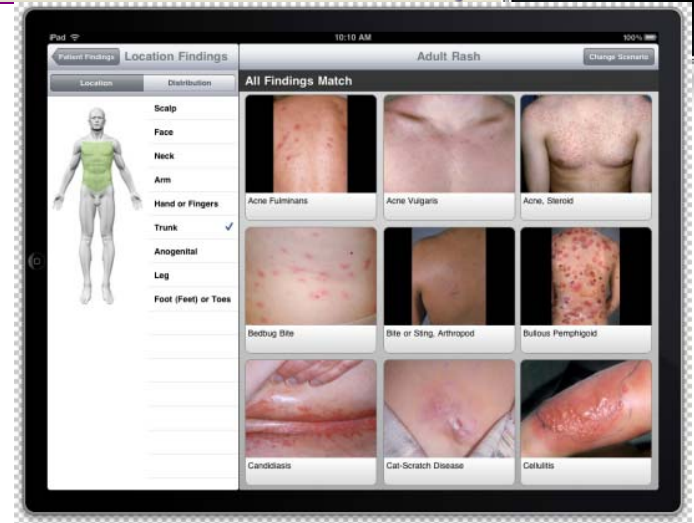 iPad
10:10 AM
100%
Patient Findings
Location Findings
Adult Rash
Change Scenario
Location
Distribution
All Findings Match
Scalp
Face
Neck
Arm
Hand or Fingers
Trunk
Anogenital
Leg
Foot (Feet) or Toes
Acne Fulminans
Acne Vulgaris
Acne, Steroid
Bedbug Bite
Bite or Sting, Arthropod
Bullous Pemphigoid
Candidiasis
Cat-Scratch Disease
Cellulitis